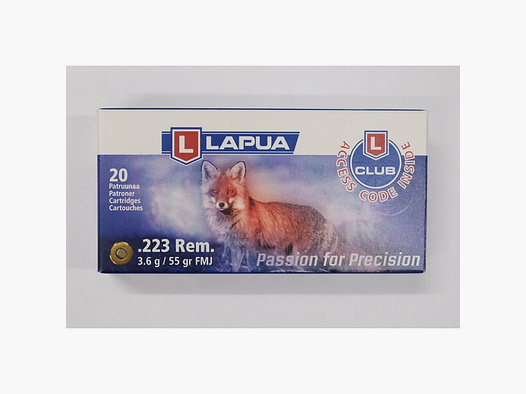 L LAPUA
L
CLUB
ACCESS CODE INSIDE
20
Patruunaa
Patroner
Cartridges
Cartouches
.223 Rem.
3.6 g / 55 gr FMJ
Passion for Precision